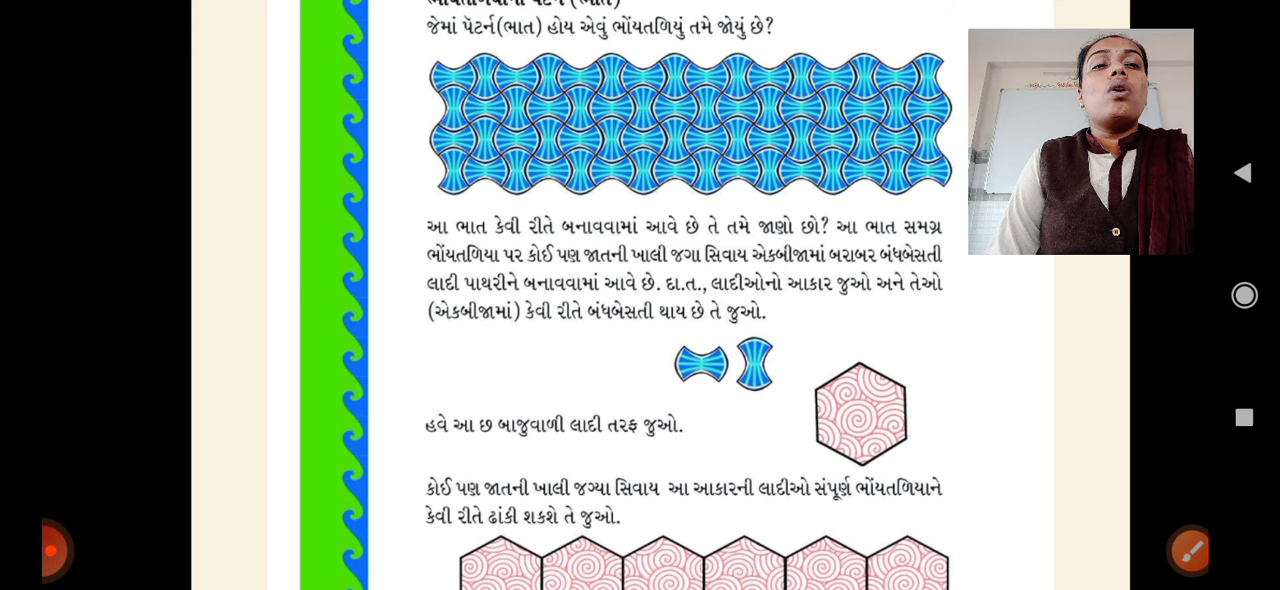 જેમાં પૅટર્ન(ભાત) હોય એવું ભોંયતળિયું તમે જોયું છે?
આ ભાત કેવી રીતે બનાવવામાં આવે છે તે તમે જાણો છો? આ ભાત સમગ્ર
ભોંયતળિયા પર કોઈ પણ જાતની ખાલી જગા સિવાય એકબીજામાં બરાબર બંધબેસતી
લાદી પાથરીને બનાવવામાં આવે છે. દા.ત., લાદીઓનો આકાર જુઓ અને તેઓ
(એકબીજામાં) કેવી રીતે બંધબેસતી થાય છે તે જુઓ.
હવે આ છ બાજુવાળી લાદી તરફ જુઓ.
કોઈ પણ જાતની ખાલી જગ્યા સિવાય આ આકારની લાદીઓ સંપૂર્ણ ભોંયતળિયાને
કેવી રીતે ઢાંકી શકશે તે જુઓ.